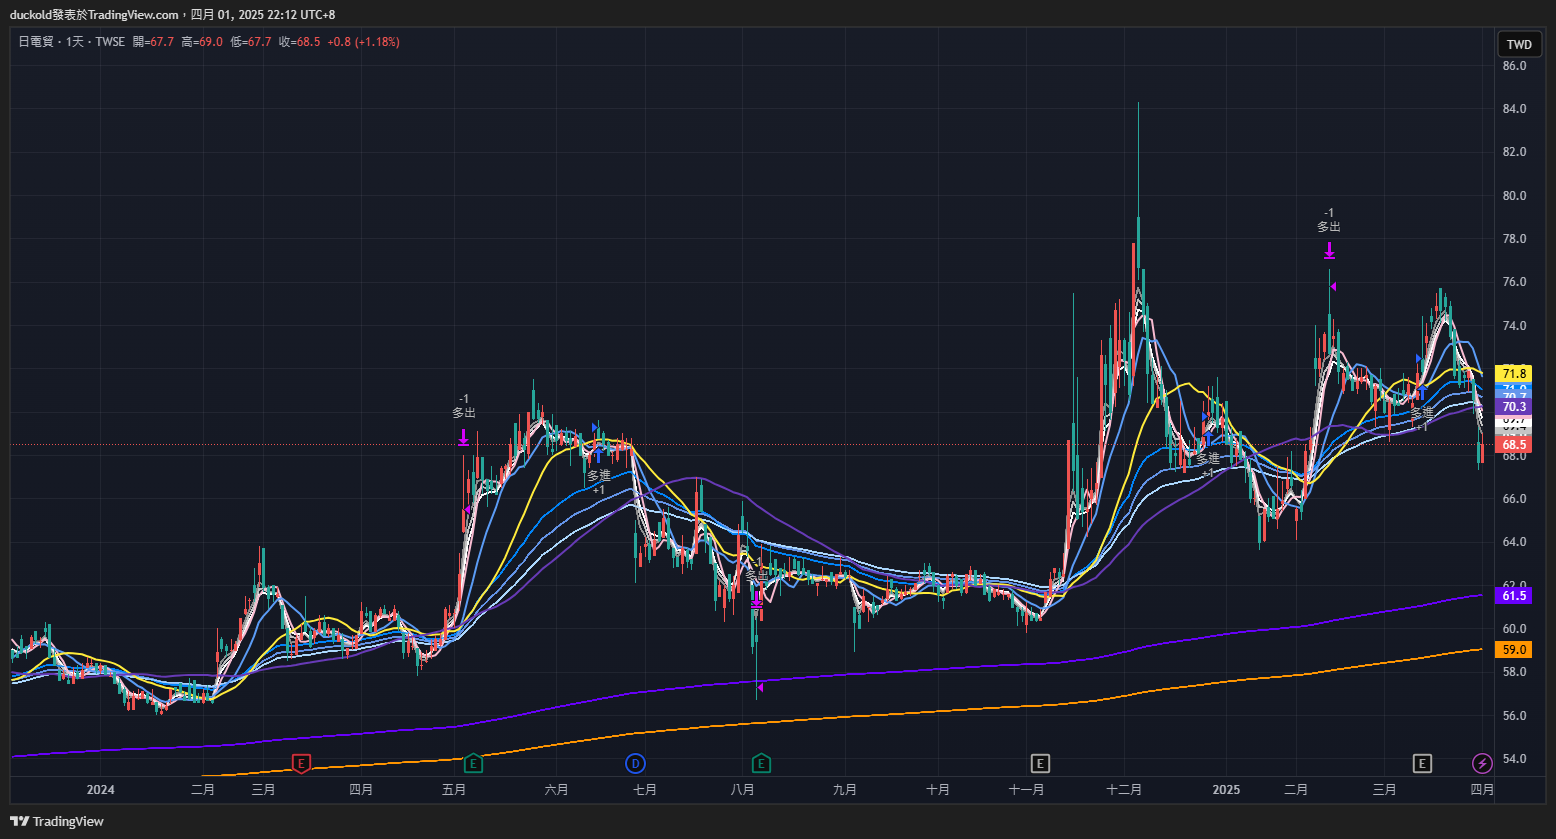 duckold發表於TradingView.com，四月 01, 2025 22:12 UTC+8
日電貿 · 1天 · TWSE 開=67.7 高=69.0 低=67.7 收=68.5 +0.8 (+1.18%)
TWD
86.0
84.0
82.0
80.0
78.0
76.0
74.0
71.8
70.3
68.5
68.0
66.0
64.0
62.0
61.5
60.0
59.0
58.0
56.0
54.0
-1
多出
多進
+1
-1
多出
多進
+1
-1
多出
多進
+1
E
E
D
E
E
E
2024 二月 三月 四月 五月 六月 七月 八月 九月 十月 十一月 十二月 2025 二月 三月 四月
TradingView